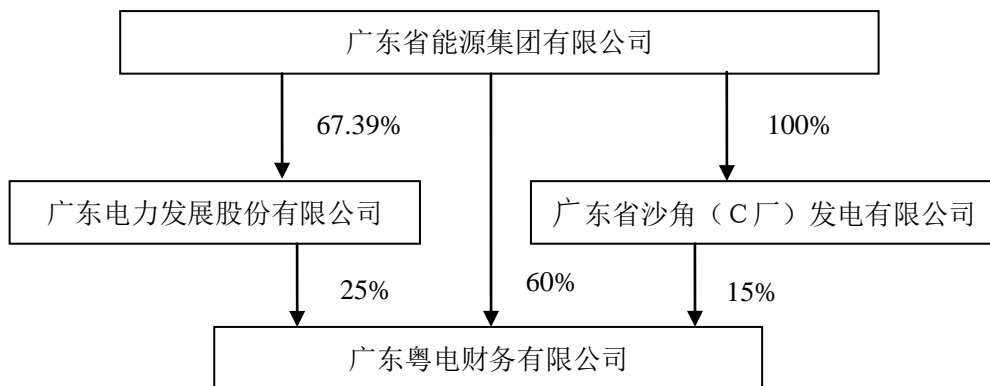 广东省能源集团有限公司
67.39%
100%
广东电力发展股份有限公司
广东省沙角（C厂）发电有限公司
25%
60%
15%
广东粤电财务有限公司